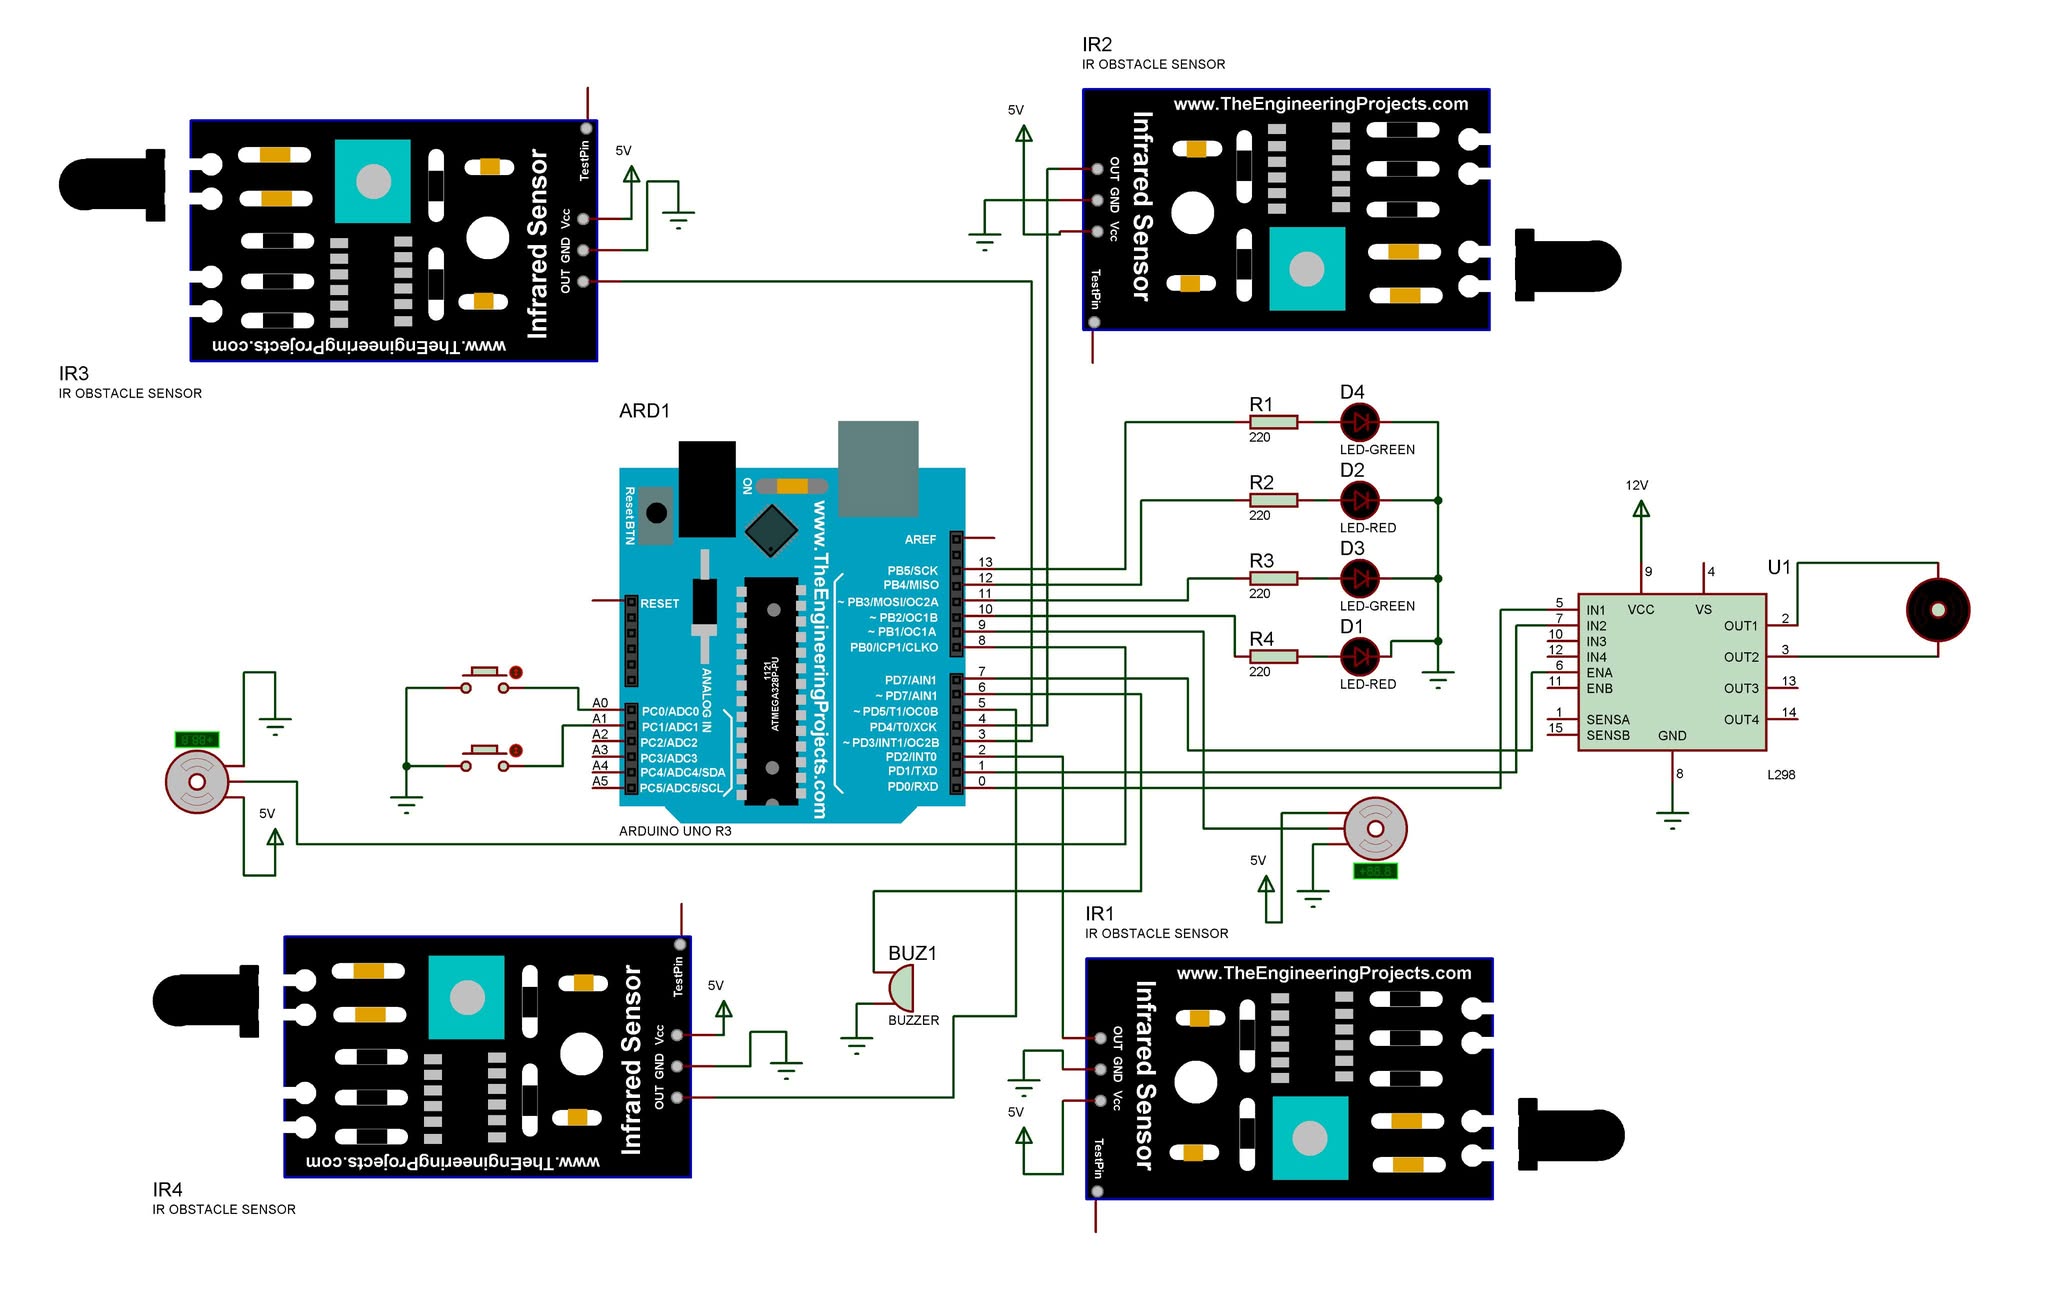 IR2
IR OBSTACLE SENSOR
www.TheEngineeringProjects.com
Infrared Sensor
OUT
GND
Vcc
TestPin
5V
TestPin
Vcc
GND
OUT
Infrared Sensor
www.TheEngineeringProjects.com
5V
IR3
IR OBSTACLE SENSOR
ARD1
ResetBTN
ON
www.TheEngineeringProjects.com
AREF
PB5/SCK 13
PB4/MISO 12
~ PB3/MOSI/OC2A 11
~ PB2/OC1B 10
~ PB1/OC1A 9
PB0/ICP1/CLKO 8
PD7/AIN1 7
~ PD7/AIN1 6
~ PD5/T1/OC0B 5
PD4/T0/XCK 4
~ PD3/INT1/OC2B 3
PD2/INT0 2
PD1/TXD 1
PD0/RXD 0
RESET
ANALOG IN
1121
ATMEGA328P-PU
A0 PC0/ADC0
A1 PC1/ADC1
A2 PC2/ADC2
A3 PC3/ADC3
A4 PC4/ADC4/SDA
A5 PC5/ADC5/SCL
ARDUINO UNO R3
R1
220
D4
LED-GREEN
R2
220
D2
LED-RED
R3
220
D3
LED-GREEN
R4
220
D1
LED-RED
12V
U1
9
4
VCC
VS
5 IN1
7 IN2
10 IN3
12 IN4
6 ENA
11 ENB
1 SENSA
15 SENSB
OUT1 2
OUT2 3
OUT3 13
OUT4 14
GND
8
L298
5V
+88.8
5V
BUZ1
BUZZER
IR4
IR OBSTACLE SENSOR
TestPin
Vcc
GND
OUT
Infrared Sensor
www.TheEngineeringProjects.com
5V
IR1
IR OBSTACLE SENSOR
www.TheEngineeringProjects.com
Infrared Sensor
OUT
GND
Vcc
TestPin
5V